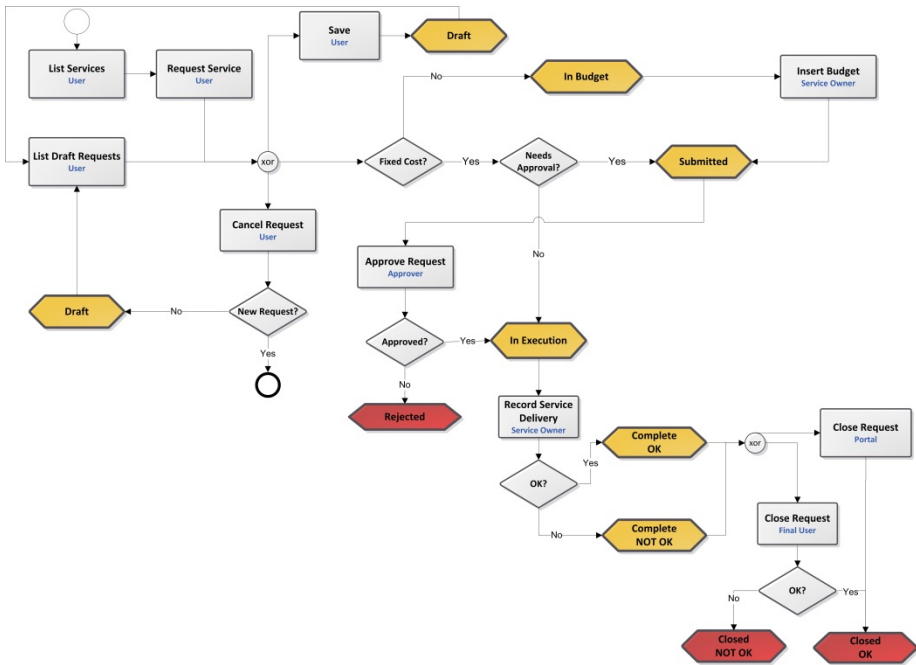 Save
User
Draft
List Services
User
Request Service
User
No
In Budget
Insert Budget
Service Owner
List Draft Requests
User
xor
Fixed Cost?
Yes
Needs
Approval?
Yes
Submitted
Cancel Request
User
Approve Request
Approver
No
Draft
No
New Request?
Yes
Approved?
Yes
In Execution
No
Rejected
Record Service
Delivery
Service Owner
Complete
OK
xor
Close Request
Portal
OK?
Yes
No
Complete
NOT OK
Close Request
Final User
OK?
No
Yes
Closed
NOT OK
Closed
OK